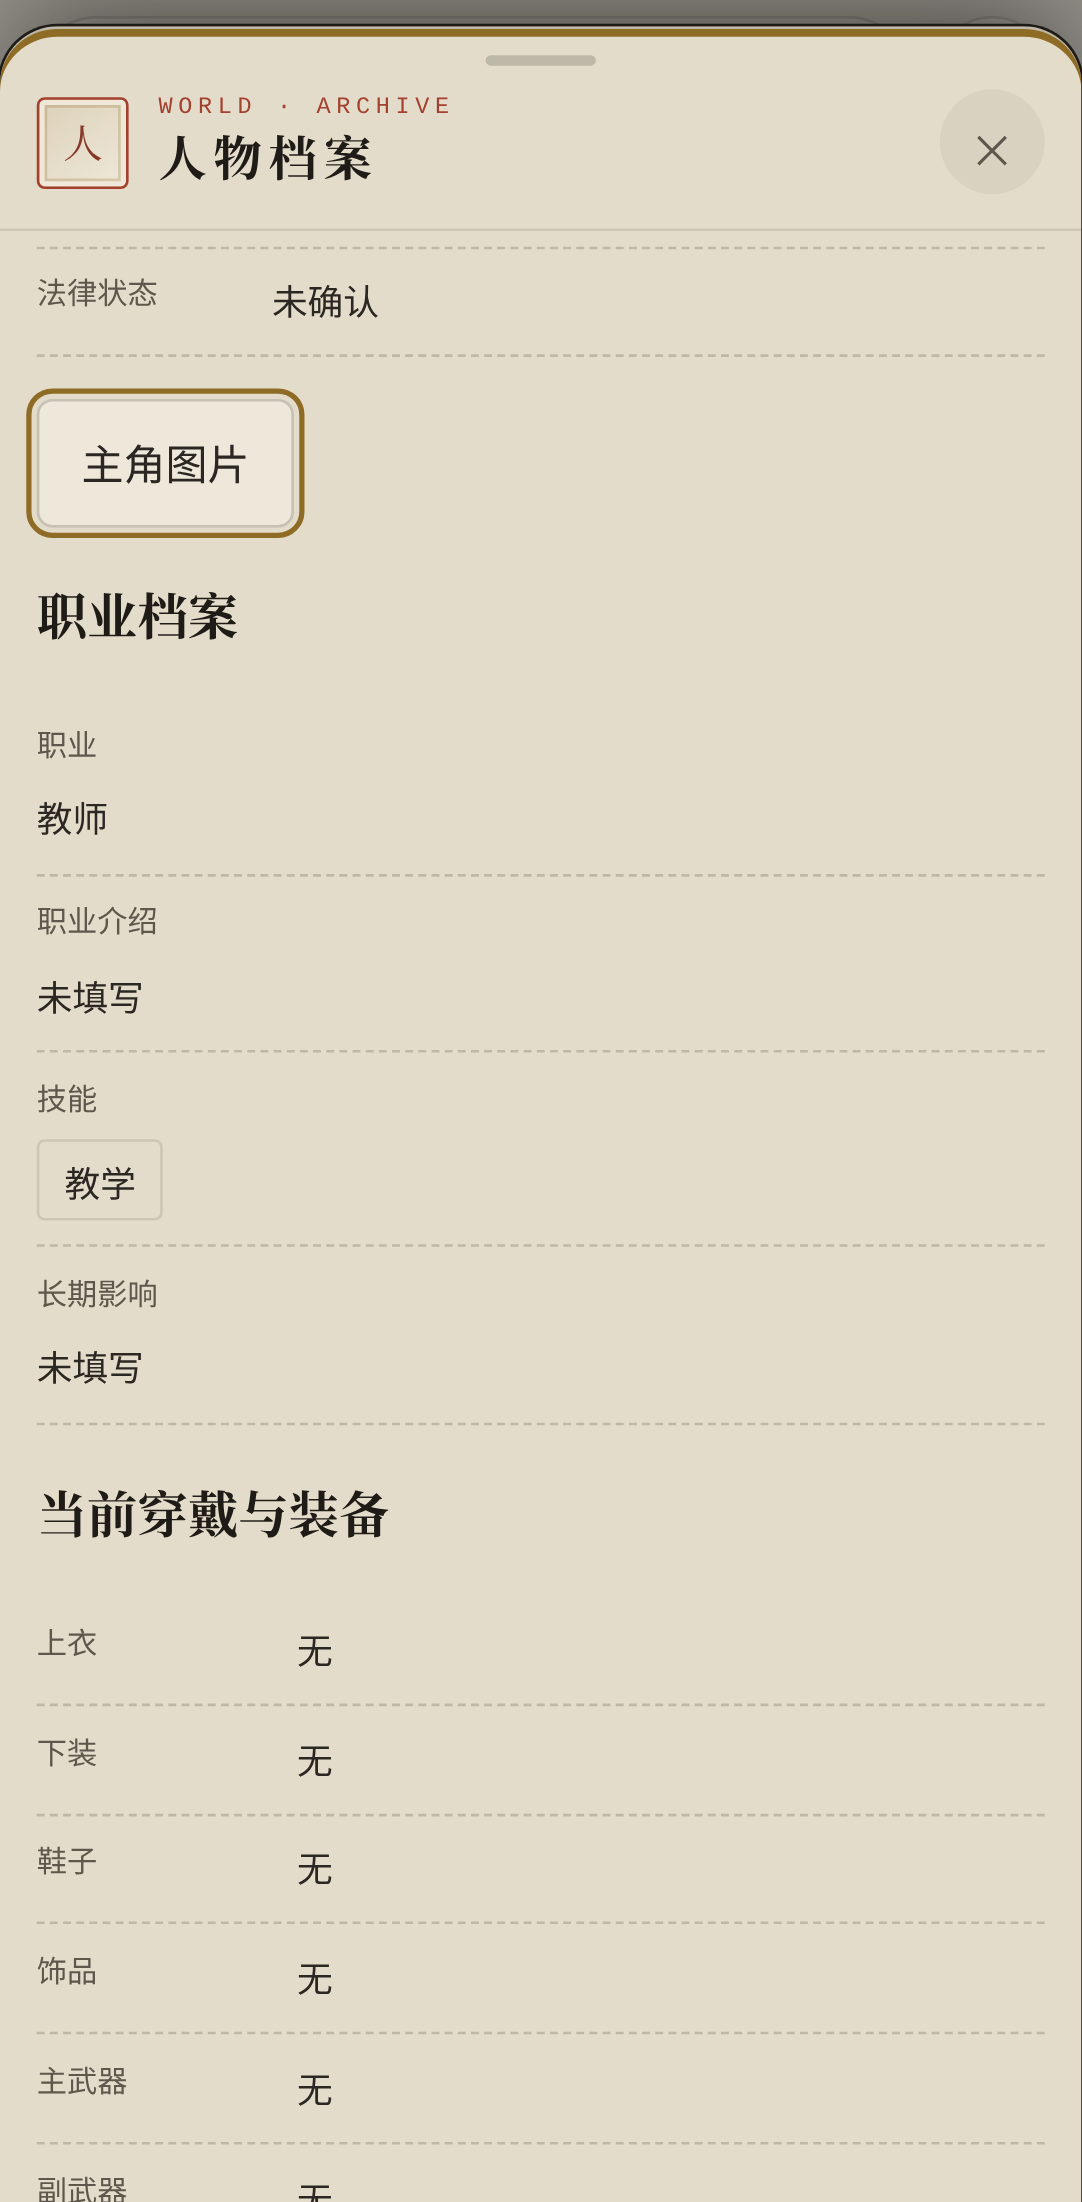 人
WORLD · ARCHIVE
人物档案
法律状态 未确认
主角图片
职业档案
职业
教师
职业介绍
未填写
技能
教学
长期影响
未填写
当前穿戴与装备
上衣 无
下装 无
鞋子 无
饰品 无
主武器 无
副武器 无